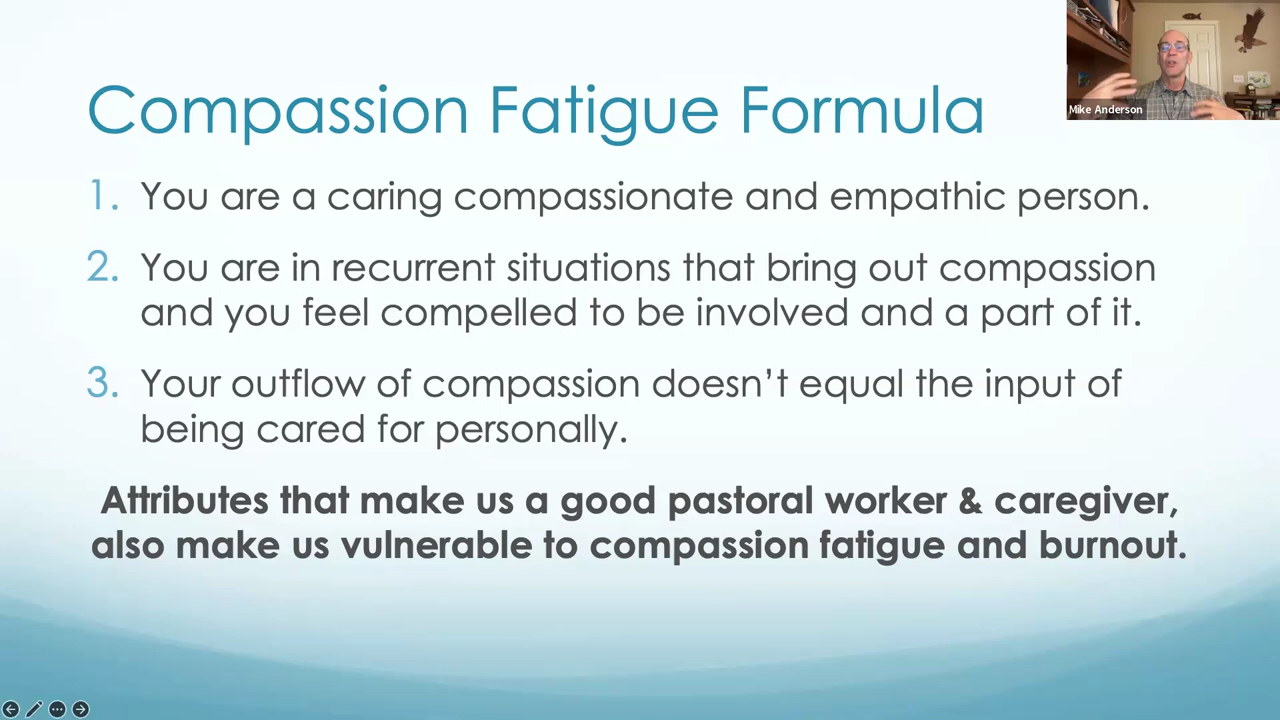 Compassion Fatigue Formula
Mike Anderson
1. You are a caring compassionate and empathic person.
2. You are in recurrent situations that bring out compassion
and you feel compelled to be involved and a part of it.
3. Your outflow of compassion doesn’t equal the input of
being cared for personally.
Attributes that make us a good pastoral worker & caregiver,
also make us vulnerable to compassion fatigue and burnout.